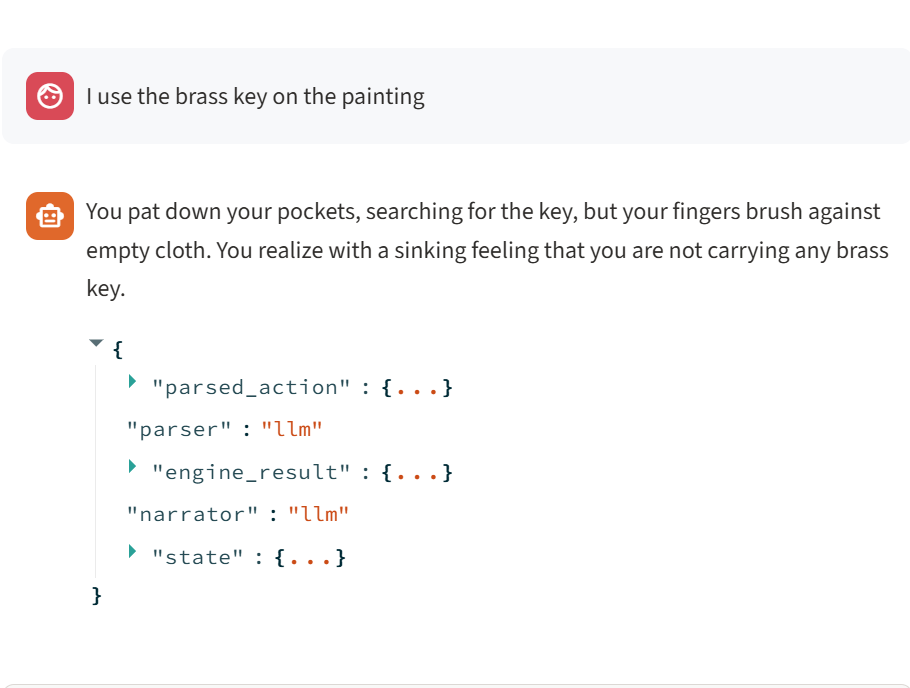 I use the brass key on the painting
You pat down your pockets, searching for the key, but your fingers brush against
empty cloth. You realize with a sinking feeling that you are not carrying any brass
key.
{
"parsed_action" : {...}
"parser" : "llm"
"engine_result" : {...}
"narrator" : "llm"
"state" : {...}
}